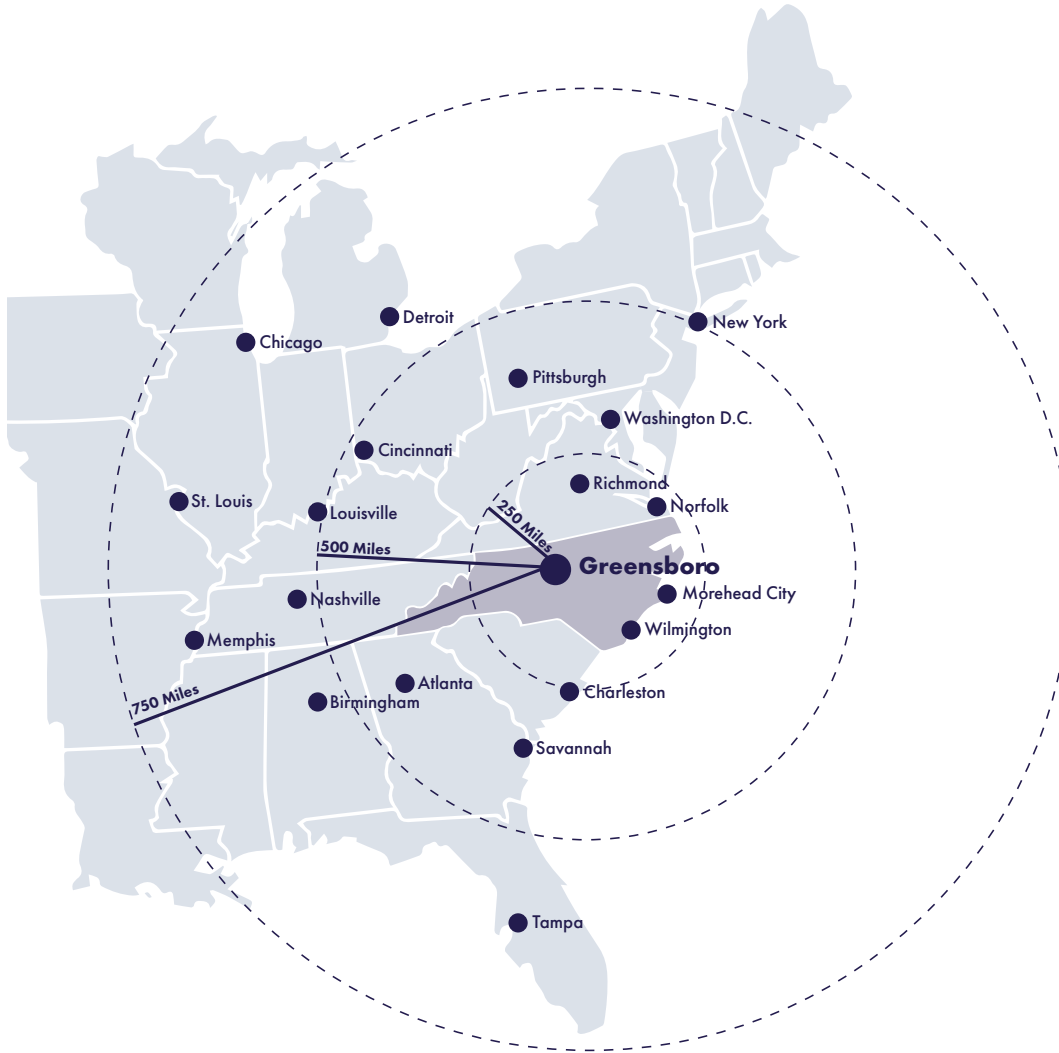 New York
Detroit
Chicago
Pittsburgh
Washington D.C.
Cincinnati
Richmond
St. Louis
Norfolk
Louisville
250 Miles
500 Miles
Greensboro
Morehead City
Nashville
Wilmington
Memphis
Atlanta
Charleston
750 Miles
Birmingham
Savannah
Tampa